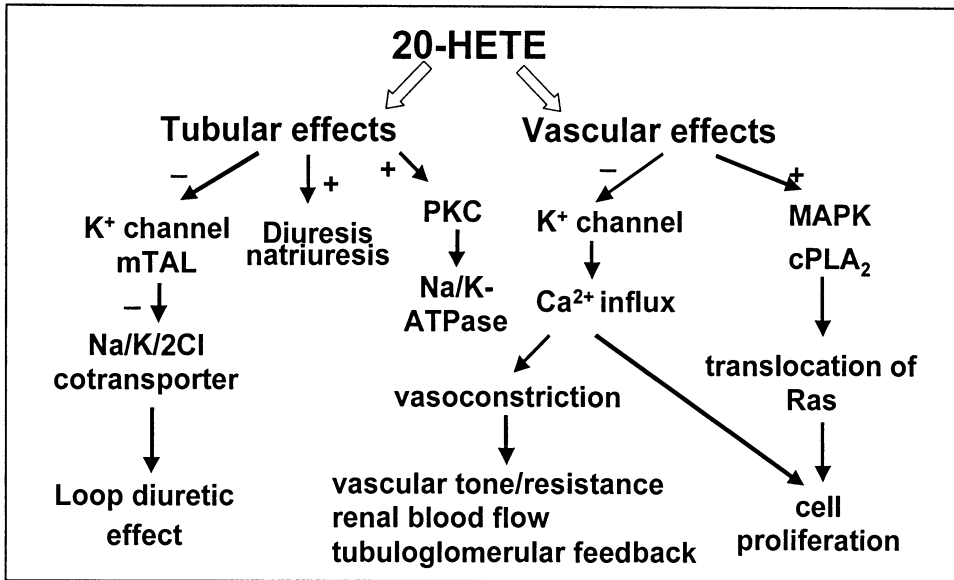 20-HETE
Tubular effects
Vascular effects
–
+
+
–
+
K⁺ channel
mTAL
Diuresis
natriuresis
PKC
K⁺ channel
MAPK
cPLA₂
–
Na/K-
ATPase
Ca²⁺ influx
Na/K/2Cl
cotransporter
vasoconstriction
translocation of
Ras
Loop diuretic
effect
vascular tone/resistance
renal blood flow
tubuloglomerular feedback
cell
proliferation